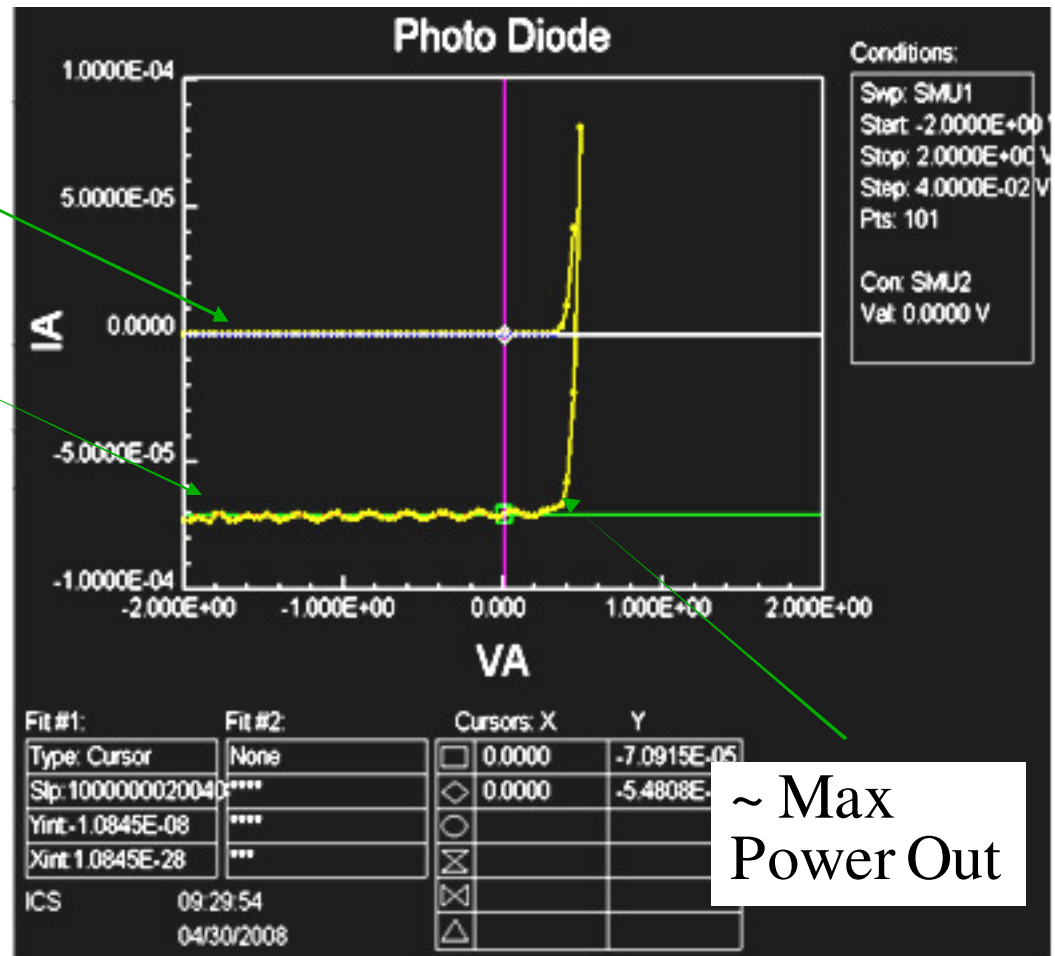 Photo Diode
Conditions:
Swp: SMU1
Start: -2.0000E+00
Stop: 2.0000E+00 V
Step: 4.0000E-02 V
Pts: 101
Con: SMU2
Val: 0.0000 V
1.0000E-04
5.0000E-05
0.0000
-5.0000E-05
-1.0000E-04
IA
-2.000E+00 -1.000E+00 0.000 1.000E+00 2.000E+00
VA
Fit #1: Fit #2: Cursors: X Y
Type: Cursor None 0.0000 -7.0915E-05
Slp: 1000000020040 **** 0.0000 -5.4808E-
Yint:-1.0845E-08 ****
Xint: 1.0845E-28 ***
ICS 09:29:54
04/30/2008
~ Max
Power Out